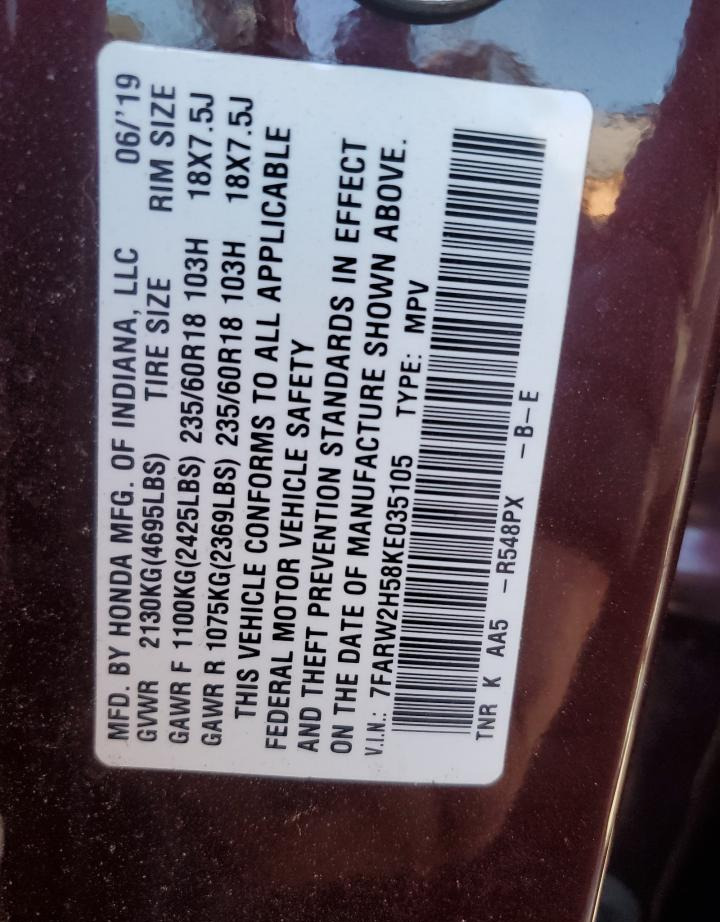 MFD. BY HONDA MFG. OF INDIANA, LLC 06/'19
GVWR 2130KG(4695LBS) TIRE SIZE RIM SIZE
GAWR F 1100KG(2425LBS) 235/60R18 103H 18X7.5J
GAWR R 1075KG(2369LBS) 235/60R18 103H 18X7.5J
THIS VEHICLE CONFORMS TO ALL APPLICABLE
FEDERAL MOTOR VEHICLE SAFETY
AND THEFT PREVENTION STANDARDS IN EFFECT
ON THE DATE OF MANUFACTURE SHOWN ABOVE.
V.I.N.: 7FARW2H58KE035105 TYPE: MPV
TNR K AA5 -R548PX -B-E